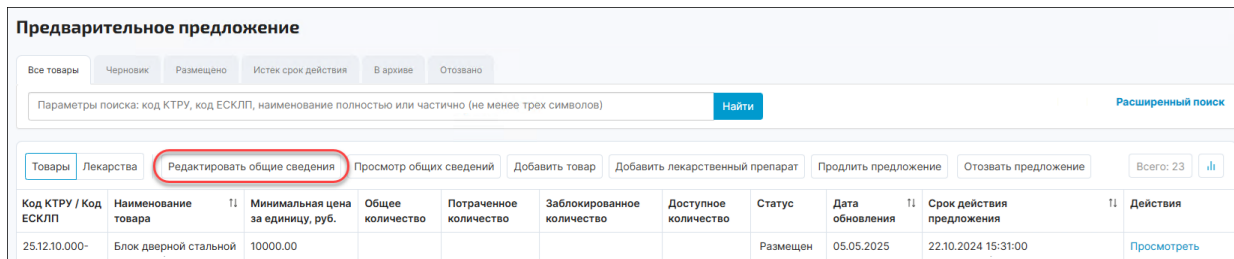 Предварительное предложение
Все товары Черновик Размещено Истек срок действия В архиве Отозвано
Параметры поиска: код КТРУ, код ЕСКЛП, наименование полностью или частично (не менее трех символов) Найти Расширенный поиск
Товары Лекарства Редактировать общие сведения Просмотр общих сведений Добавить товар Добавить лекарственный препарат Продлить предложение Отозвать предложение Всего: 23
Код КТРУ / Код Наименование Минимальная цена Общее Потраченное Заблокированное Доступное Статус Дата Срок действия Действия
ЕСКЛП товара за единицу, руб. количество количество количество количество обновления предложения
25.12.10.000- Блок дверной стальной 10000.00 Размещен 05.05.2025 22.10.2024 15:31:00 Просмотреть